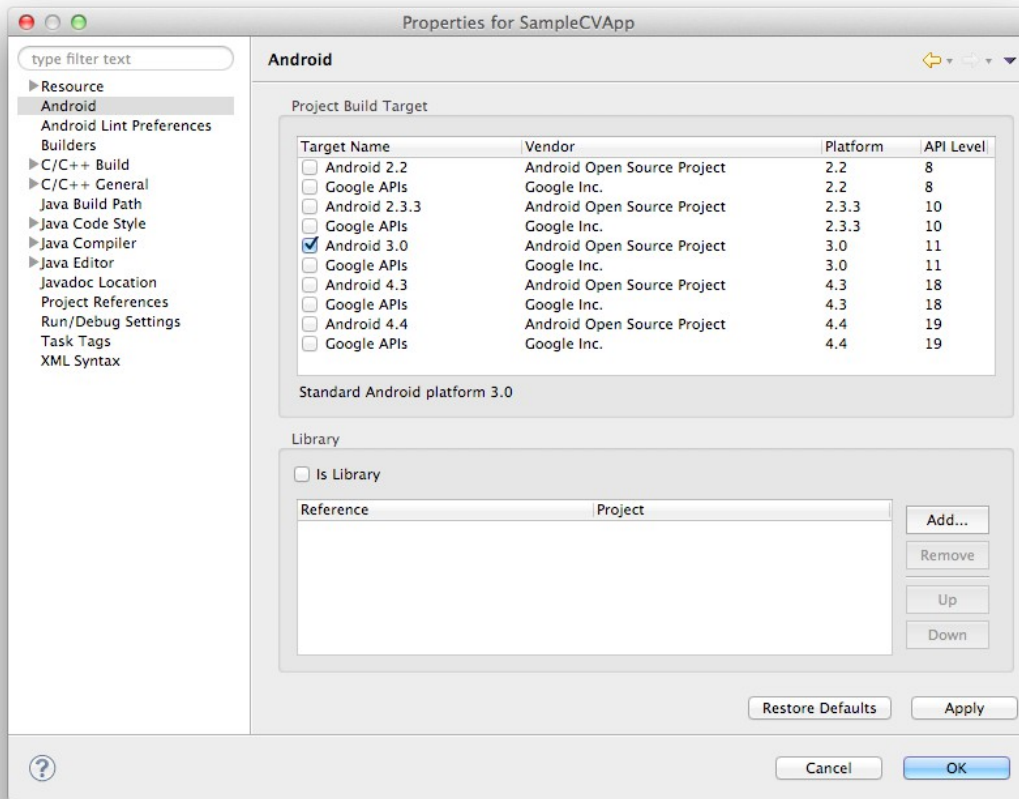 Properties for SampleCVApp
type filter text
Resource
Android
Android Lint Preferences
Builders
C/C++ Build
C/C++ General
Java Build Path
Java Code Style
Java Compiler
Java Editor
Javadoc Location
Project References
Run/Debug Settings
Task Tags
XML Syntax
Android
Project Build Target
Target Name Vendor Platform API Level
Android 2.2 Android Open Source Project 2.2 8
Google APIs Google Inc. 2.2 8
Android 2.3.3 Android Open Source Project 2.3.3 10
Google APIs Google Inc. 2.3.3 10
Android 3.0 Android Open Source Project 3.0 11
Google APIs Google Inc. 3.0 11
Android 4.3 Android Open Source Project 4.3 18
Google APIs Google Inc. 4.3 18
Android 4.4 Android Open Source Project 4.4 19
Google APIs Google Inc. 4.4 19
Standard Android platform 3.0
Library
Is Library
Reference Project
Add...
Remove
Up
Down
Restore Defaults Apply
? Cancel OK